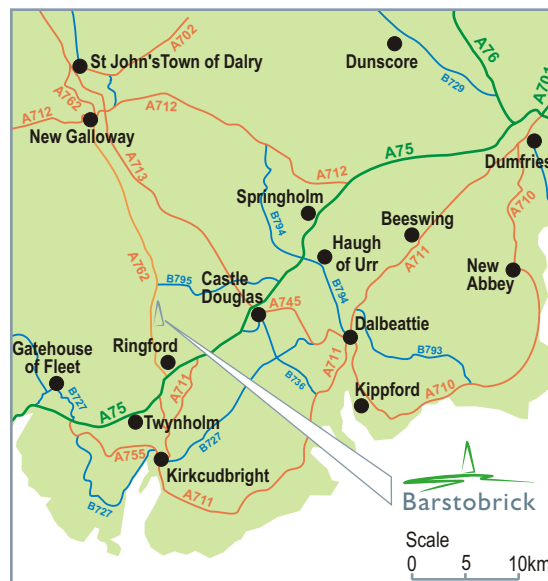 A702
A76
St John'sTown of Dalry
Dunscore
B729
A701
A762
A712
A712
New Galloway
A75
Dumfries
A713
A712
Springholm
A710
B794
Beeswing
A711
Haugh
of Urr
A762
B795
Castle
Douglas
New
Abbey
B794
A745
Dalbeattie
Gatehouse
of Fleet
Ringford
A711
B793
A711
B736
B727
A75
Kippford
A710
Twynholm
B727
A755
Kirkcudbright
B727
A711
Barstobrick
Scale
0 5 10km